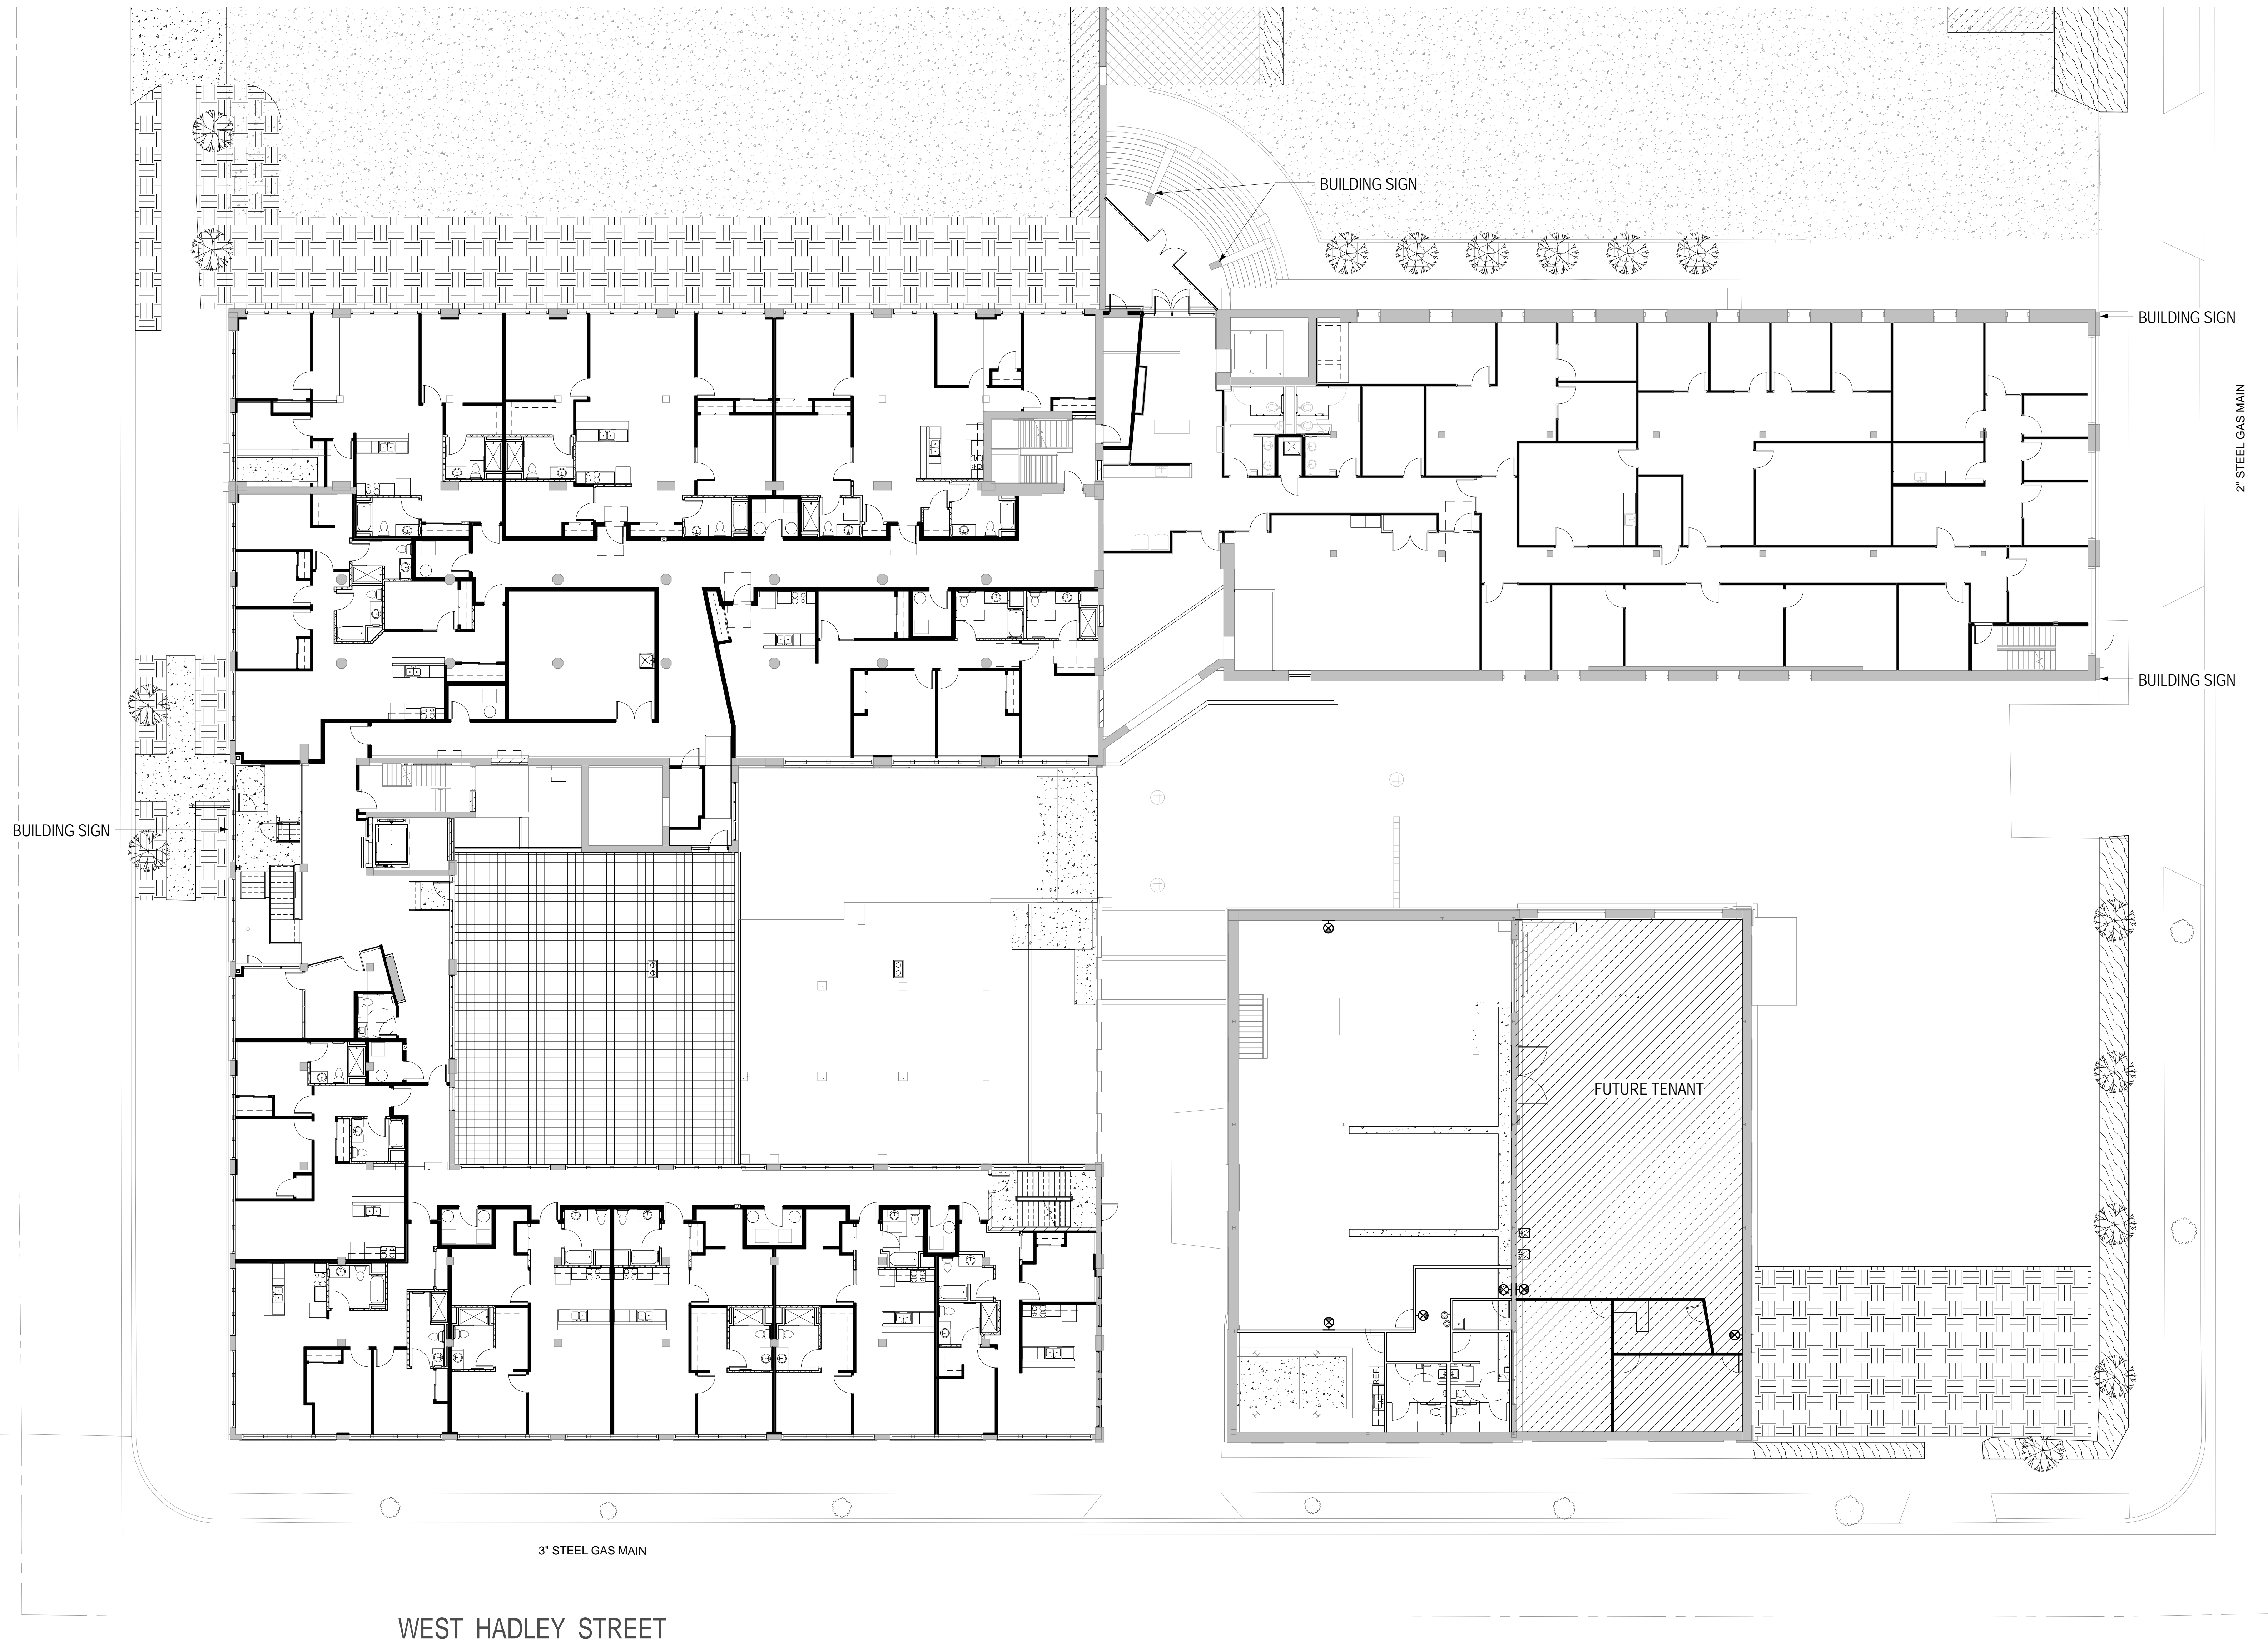 BUILDING SIGN
BUILDING SIGN
2" STEEL GAS MAIN
BUILDING SIGN
BUILDING SIGN
FUTURE TENANT
REF
3" STEEL GAS MAIN
WEST HADLEY STREET